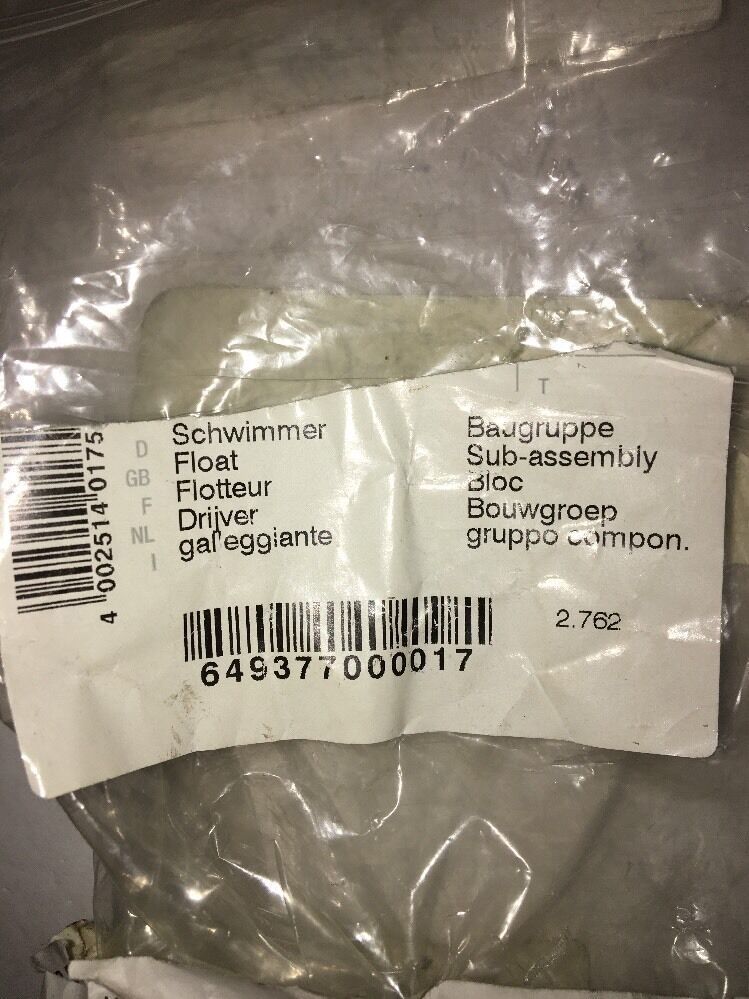 T
D Schwimmer Baugruppe
GB Float Sub-assembly
F Flotteur Bloc
NL Drijver Bouwgroep
I galleggiante gruppo compon.
2.762
649377000017
4 002514 0175